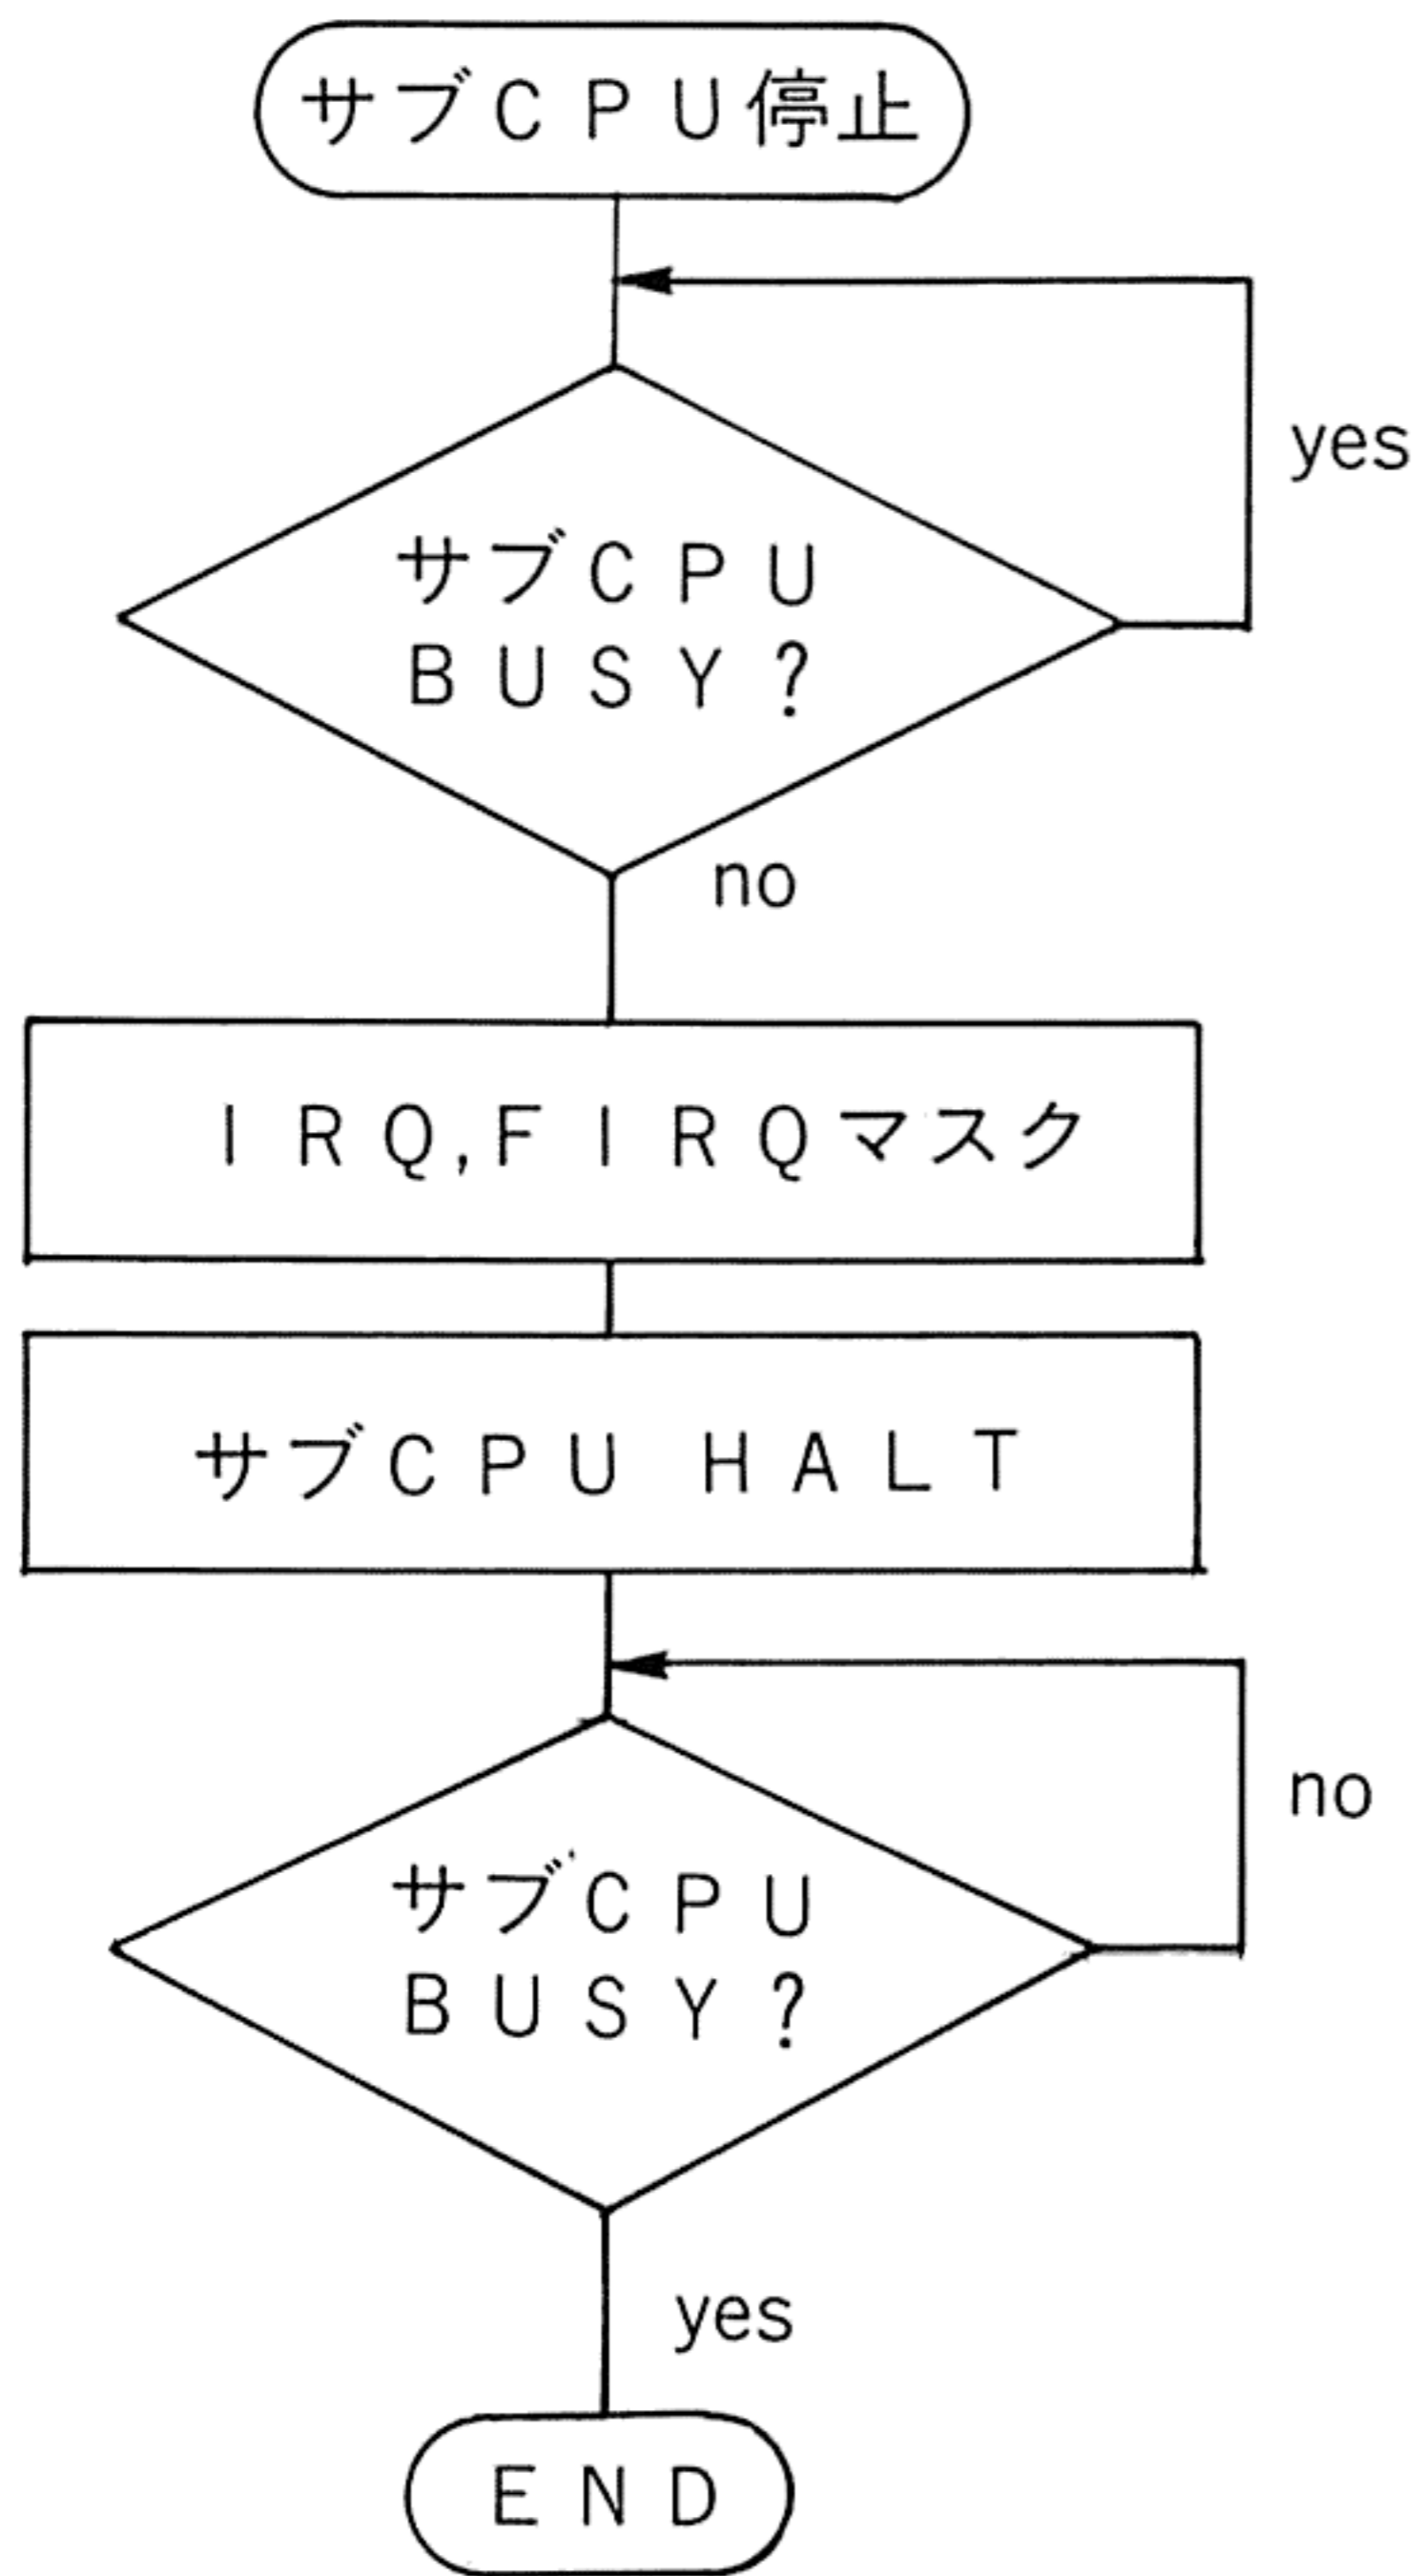 サブCPU停止
yes
サブCPU
BUSY?
no
IRQ,FIRQマスク
サブCPU HALT
no
サブCPU
BUSY?
yes
END